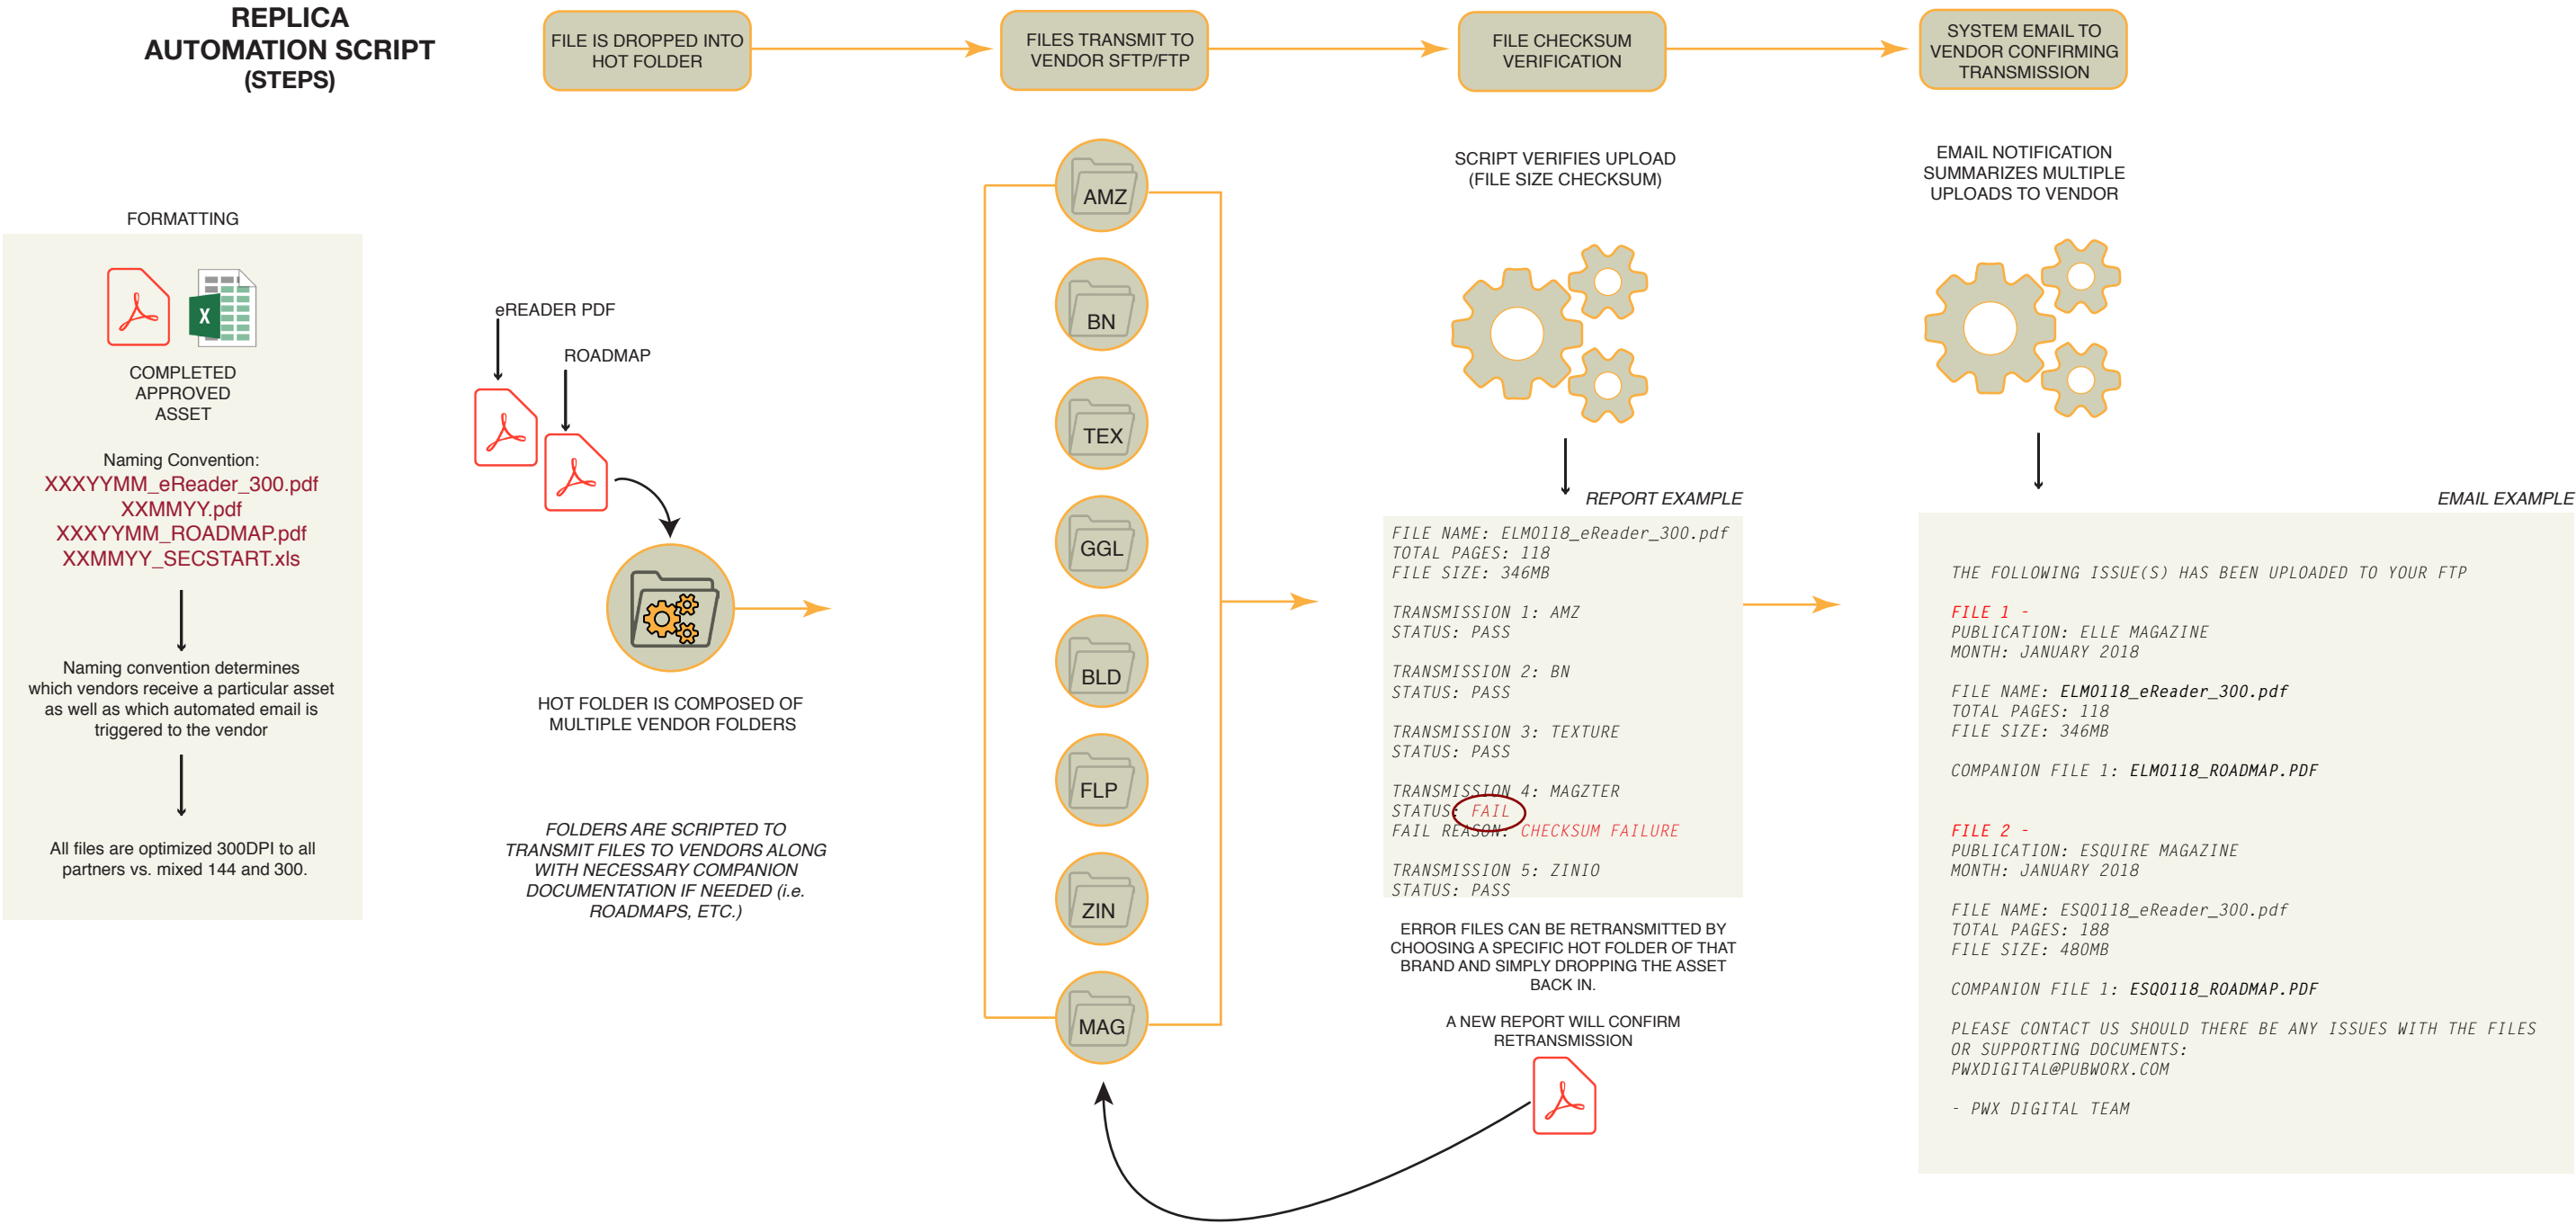 REPLICA
AUTOMATION SCRIPT
(STEPS)
FILE IS DROPPED INTO
HOT FOLDER
FILES TRANSMIT TO
VENDOR SFTP/FTP
FILE CHECKSUM
VERIFICATION
SYSTEM EMAIL TO
VENDOR CONFIRMING
TRANSMISSION
FORMATTING
X
COMPLETED
APPROVED
ASSET
Naming Convention:
XXXYYMM_eReader_300.pdf
XXMMYY.pdf
XXXYYMM_ROADMAP.pdf
XXMMYY_SECSTART.xls
Naming convention determines
which vendors receive a particular asset
as well as which automated email is
triggered to the vendor
All files are optimized 300DPI to all
partners vs. mixed 144 and 300.
eREADER PDF
ROADMAP
HOT FOLDER IS COMPOSED OF
MULTIPLE VENDOR FOLDERS
FOLDERS ARE SCRIPTED TO
TRANSMIT FILES TO VENDORS ALONG
WITH NECESSARY COMPANION
DOCUMENTATION IF NEEDED (i.e.
ROADMAPS, ETC.)
AMZ
BN
TEX
GGL
BLD
FLP
ZIN
MAG
SCRIPT VERIFIES UPLOAD
(FILE SIZE CHECKSUM)
REPORT EXAMPLE
FILE NAME: ELM0118_eReader_300.pdf
TOTAL PAGES: 118
FILE SIZE: 346MB
TRANSMISSION 1: AMZ
STATUS: PASS
TRANSMISSION 2: BN
STATUS: PASS
TRANSMISSION 3: TEXTURE
STATUS: PASS
TRANSMISSION 4: MAGZTER
STATUS: FAIL
FAIL REASON: CHECKSUM FAILURE
TRANSMISSION 5: ZINIO
STATUS: PASS
ERROR FILES CAN BE RETRANSMITTED BY
CHOOSING A SPECIFIC HOT FOLDER OF THAT
BRAND AND SIMPLY DROPPING THE ASSET
BACK IN.
A NEW REPORT WILL CONFIRM
RETRANSMISSION
EMAIL NOTIFICATION
SUMMARIZES MULTIPLE
UPLOADS TO VENDOR
EMAIL EXAMPLE
THE FOLLOWING ISSUE(S) HAS BEEN UPLOADED TO YOUR FTP
FILE 1 -
PUBLICATION: ELLE MAGAZINE
MONTH: JANUARY 2018
FILE NAME: ELM0118_eReader_300.pdf
TOTAL PAGES: 118
FILE SIZE: 346MB
COMPANION FILE 1: ELM0118_ROADMAP.PDF
FILE 2 -
PUBLICATION: ESQUIRE MAGAZINE
MONTH: JANUARY 2018
FILE NAME: ESQ0118_eReader_300.pdf
TOTAL PAGES: 188
FILE SIZE: 480MB
COMPANION FILE 1: ESQ0118_ROADMAP.PDF
PLEASE CONTACT US SHOULD THERE BE ANY ISSUES WITH THE FILES
OR SUPPORTING DOCUMENTS:
PWXDIGITAL@PUBWORX.COM
- PWX DIGITAL TEAM